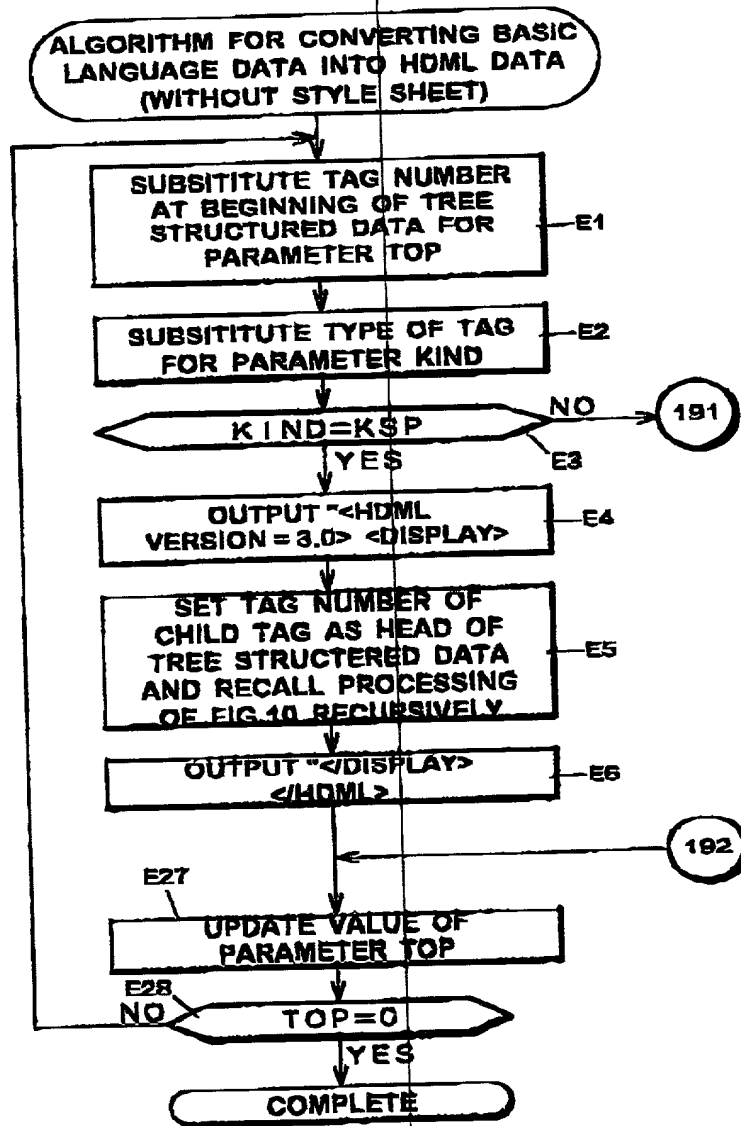 ALGORITHM FOR CONVERTING BASIC
LANGUAGE DATA INTO HDML DATA
(WITHOUT STYLE SHEET)
SUBSITITUTE TAG NUMBER
AT BEGINNING OF TREE
STRUCTURED DATA FOR
PARAMETER TOP
E1
SUBSITITUTE TYPE OF TAG
FOR PARAMETER KIND
E2
KIND=KSP
NO
191
E3
YES
OUTPUT "<HDML
VERSION = 3.0> <DISPLAY>
E4
SET TAG NUMBER OF
CHILD TAG AS HEAD OF
TREE STRUCTERED DATA
AND RECALL PROCESSING
OF FIG.10 RECURSIVELY
E5
OUTPUT "</DISPLAY>
</HDML>
E6
192
E27
UPDATE VALUE OF
PARAMETER TOP
E28
NO
TOP=0
YES
COMPLETE